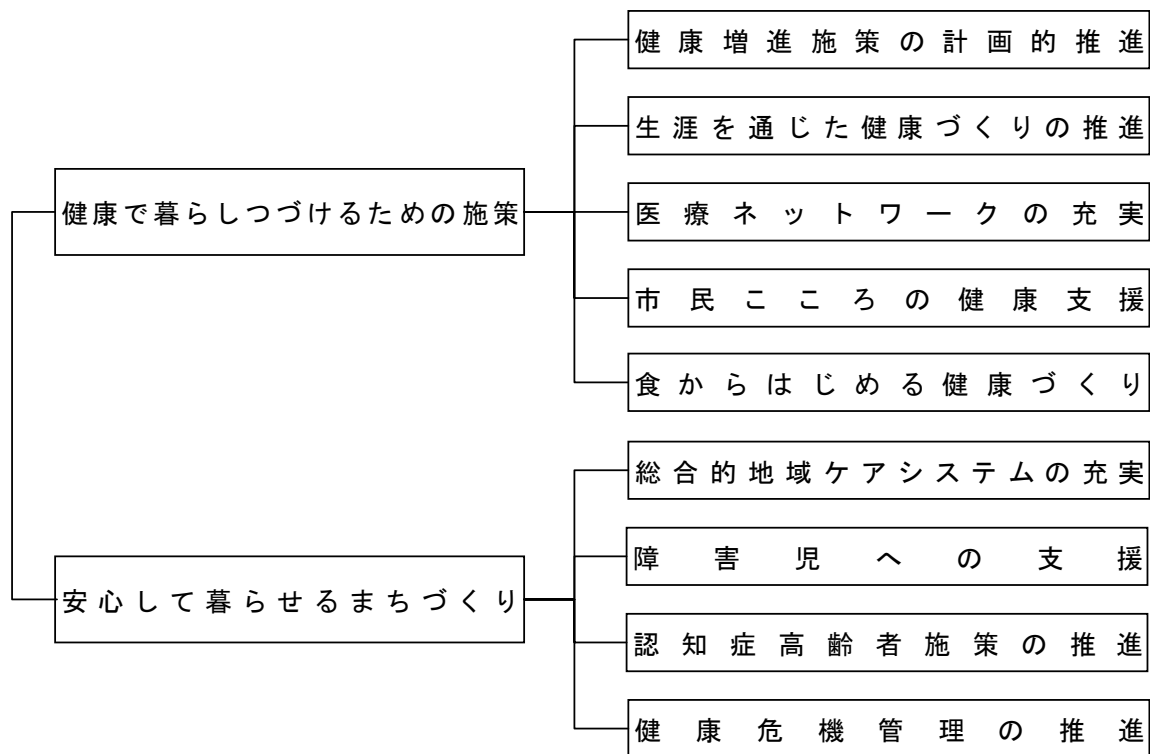 健康で暮らしつづけるための施策
健康増進施策の計画的推進
生涯を通じた健康づくりの推進
医療ネットワークの充実
市民こころの健康支援
食からはじめる健康づくり
安心して暮らせるまちづくり
総合的地域ケアシステムの充実
障害児への支援
認知症高齢者施策の推進
健康危機管理の推進